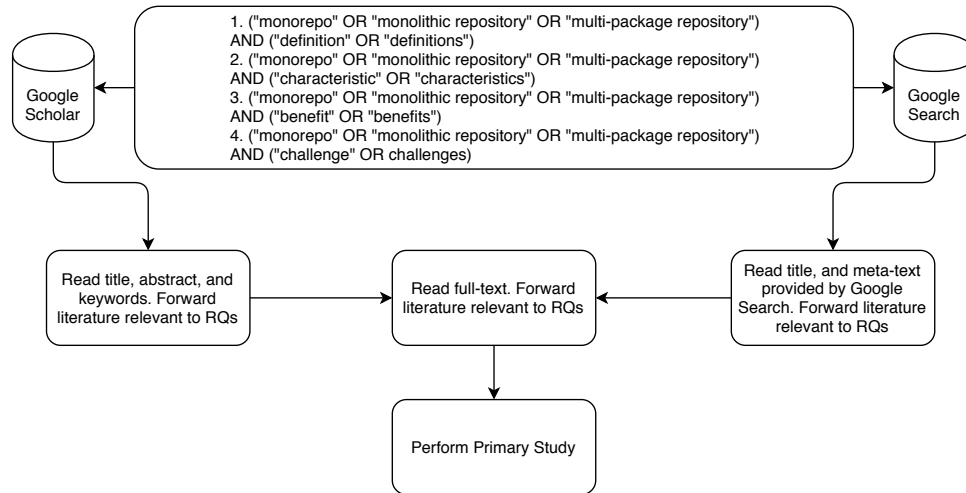 1. ("monorepo" OR "monolithic repository" OR "multi-package repository")
AND ("definition" OR "definitions")
2. ("monorepo" OR "monolithic repository" OR "multi-package repository")
AND ("characteristic" OR "characteristics")
3. ("monorepo" OR "monolithic repository" OR "multi-package repository")
AND ("benefit" OR "benefits")
4. ("monorepo" OR "monolithic repository" OR "multi-package repository")
AND ("challenge" OR challenges)
Google
Scholar
Google
Search
Read title, abstract, and
keywords. Forward
literature relevant to RQs
Read full-text. Forward
literature relevant to RQs
Read title, and meta-text
provided by Google
Search. Forward literature
relevant to RQs
Perform Primary Study